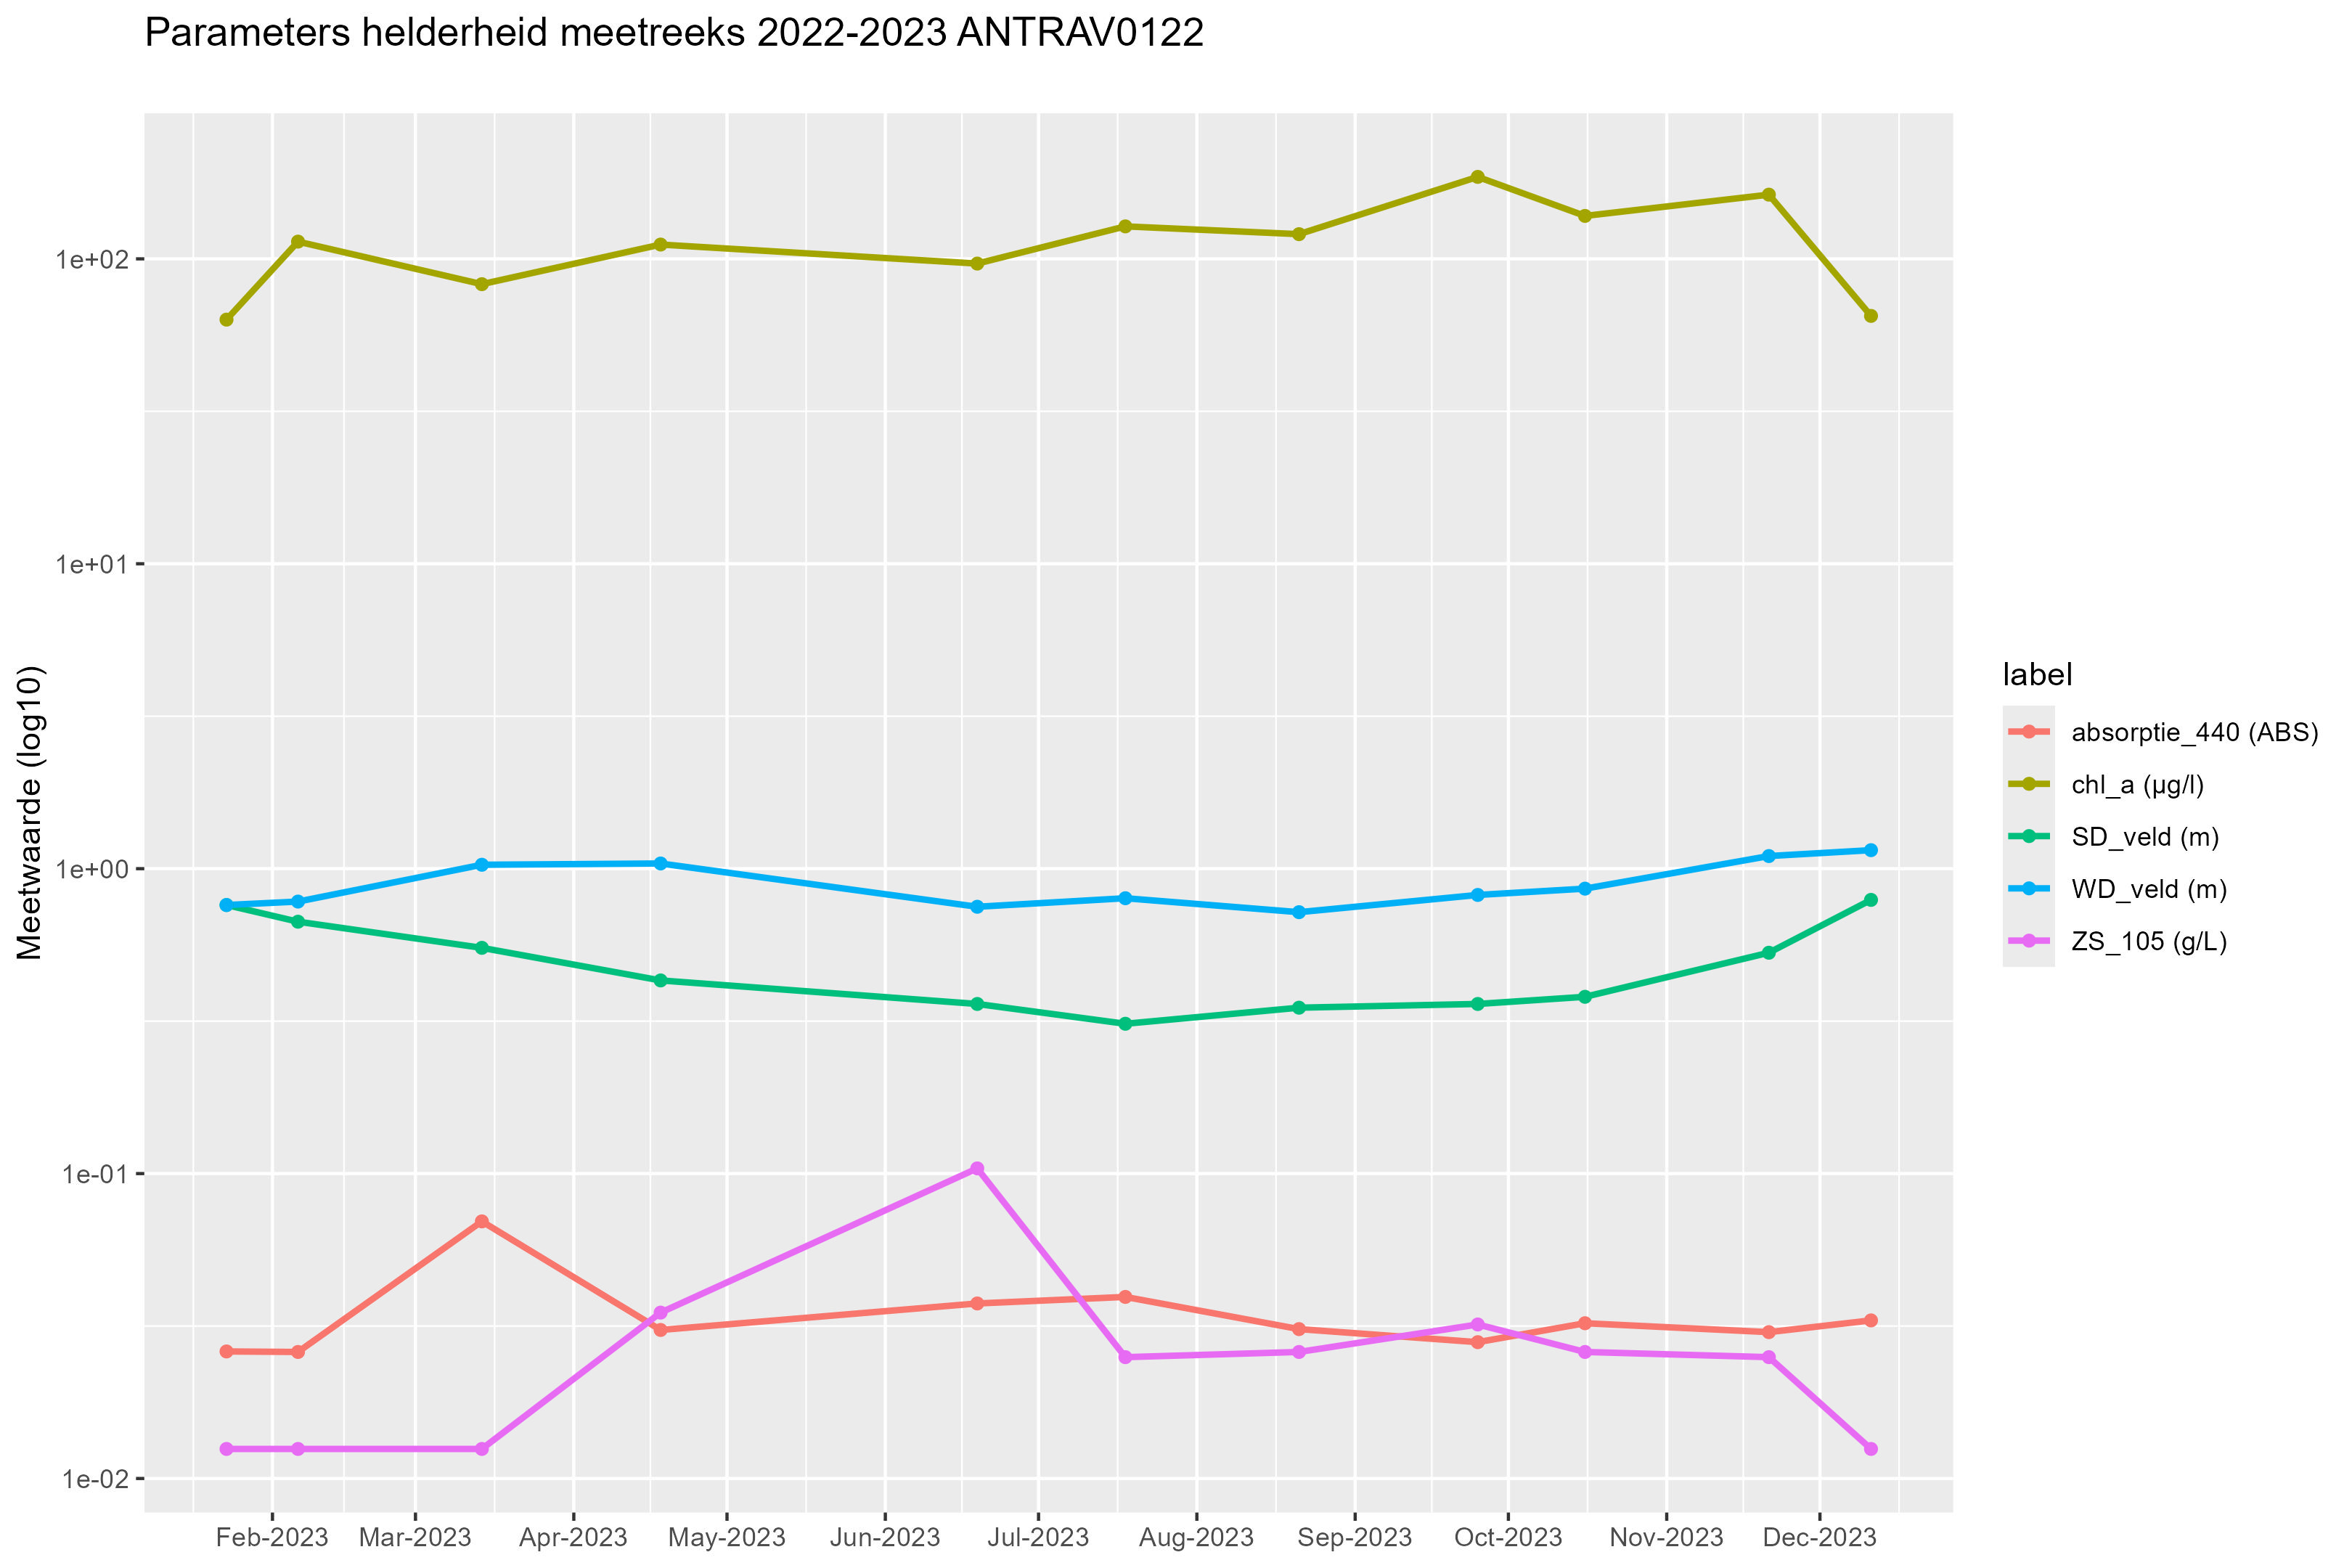 Parameters helderheid meetreeks 2022-2023 ANTRAV0122
Meetwaarde (log10)
1e+02
1e+01
1e+00
1e-01
1e-02
Feb-2023 Mar-2023 Apr-2023 May-2023 Jun-2023 Jul-2023 Aug-2023 Sep-2023 Oct-2023 Nov-2023 Dec-2023
label
absorptie_440 (ABS)
chl_a (µg/l)
SD_veld (m)
WD_veld (m)
ZS_105 (g/L)